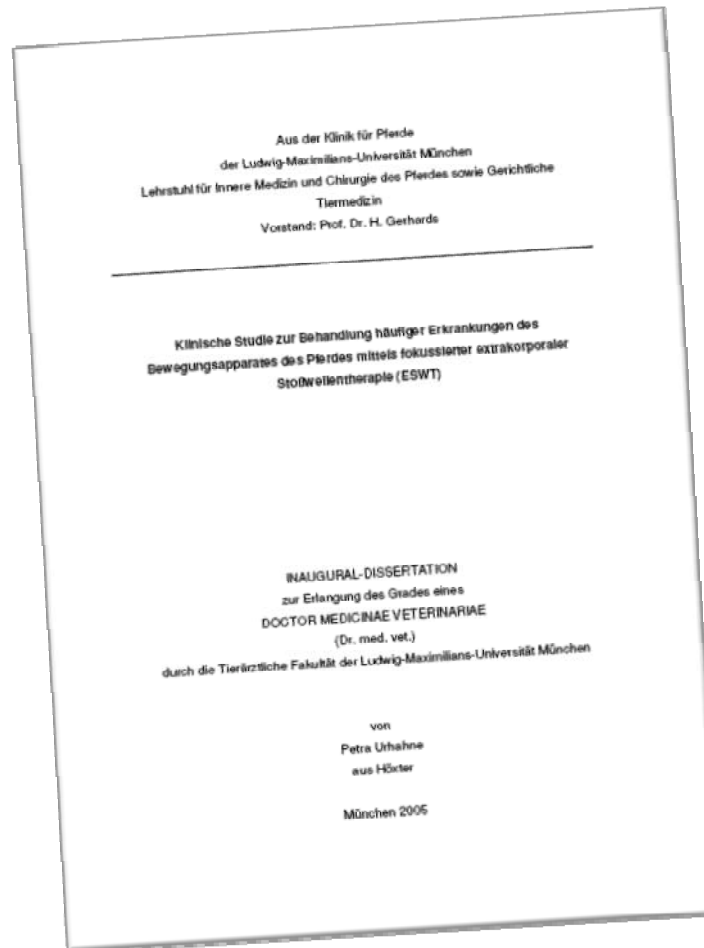 Aus der Klinik für Pferde
der Ludwig-Maximilians-Universität München
Lehrstuhl für Innere Medizin und Chirurgie des Pferdes sowie Gerichtliche
Tiermedizin
Vorstand: Prof. Dr. H. Gerhards
Klinische Studie zur Behandlung häufiger Erkrankungen des
Bewegungsapparates des Pferdes mittels fokussierter extrakorporaler
Stoßwellentherapie (ESWT)
INAUGURAL-DISSERTATION
zur Erlangung des Grades eines
DOCTOR MEDICINAE VETERINARIAE
(Dr. med. vet.)
durch die Tierärztliche Fakultät der Ludwig-Maximilians-Universität München
von
Petra Urhahne
aus Höxter
München 2005